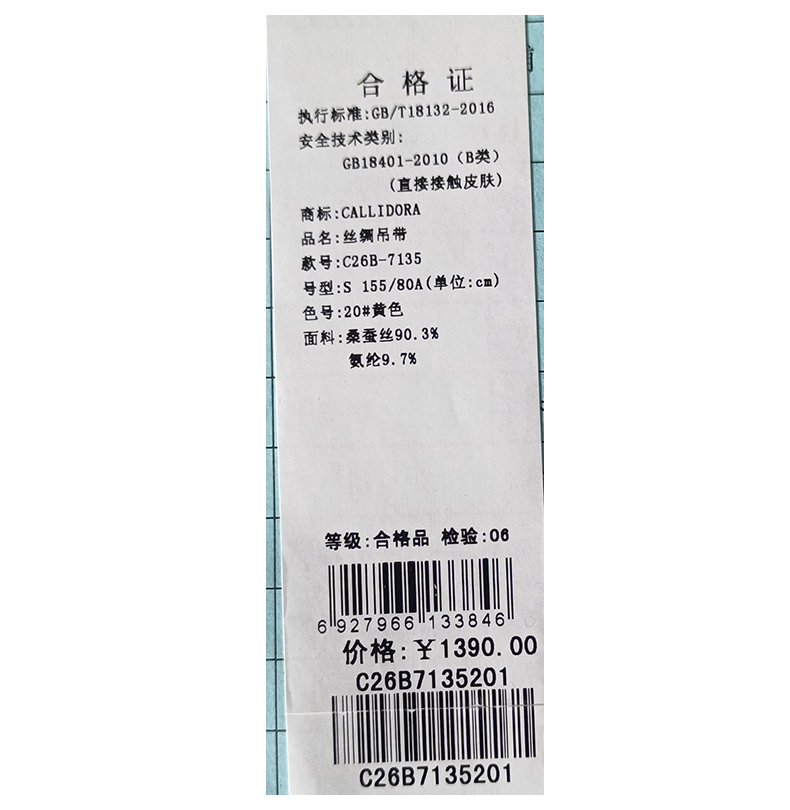 合格证
执行标准:GB/T18132-2016
安全技术类别:
GB18401-2010（B类）
(直接接触皮肤)
商标:CALLIDORA
品名:丝绸吊带
款号:C26B-7135
号型:S 155/80A(单位:cm)
色号:20#黄色
面料:桑蚕丝90.3%
氨纶9.7%
等级:合格品 检验:06
6 927966 133846
价格:￥1390.00
C26B7135201
C26B7135201